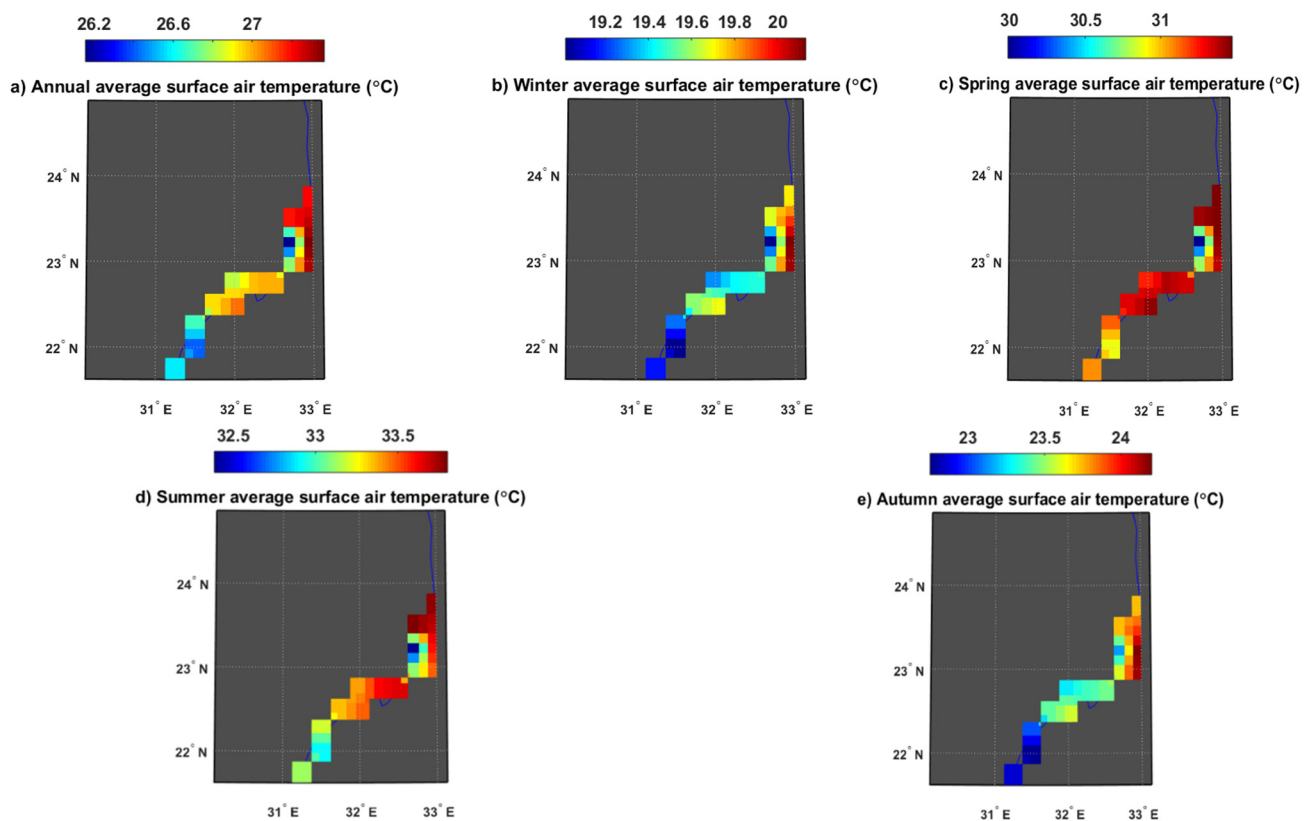 26.2 26.6 27
a) Annual average surface air temperature (°C)
24° N
23° N
22° N
31° E 32° E 33° E
19.2 19.4 19.6 19.8 20
b) Winter average surface air temperature (°C)
24° N
23° N
22° N
31° E 32° E 33° E
30 30.5 31
c) Spring average surface air temperature (°C)
24° N
23° N
22° N
31° E 32° E 33° E
32.5 33 33.5
d) Summer average surface air temperature (°C)
24° N
23° N
22° N
31° E 32° E 33° E
23 23.5 24
e) Autumn average surface air temperature (°C)
24° N
23° N
22° N
31° E 32° E 33° E